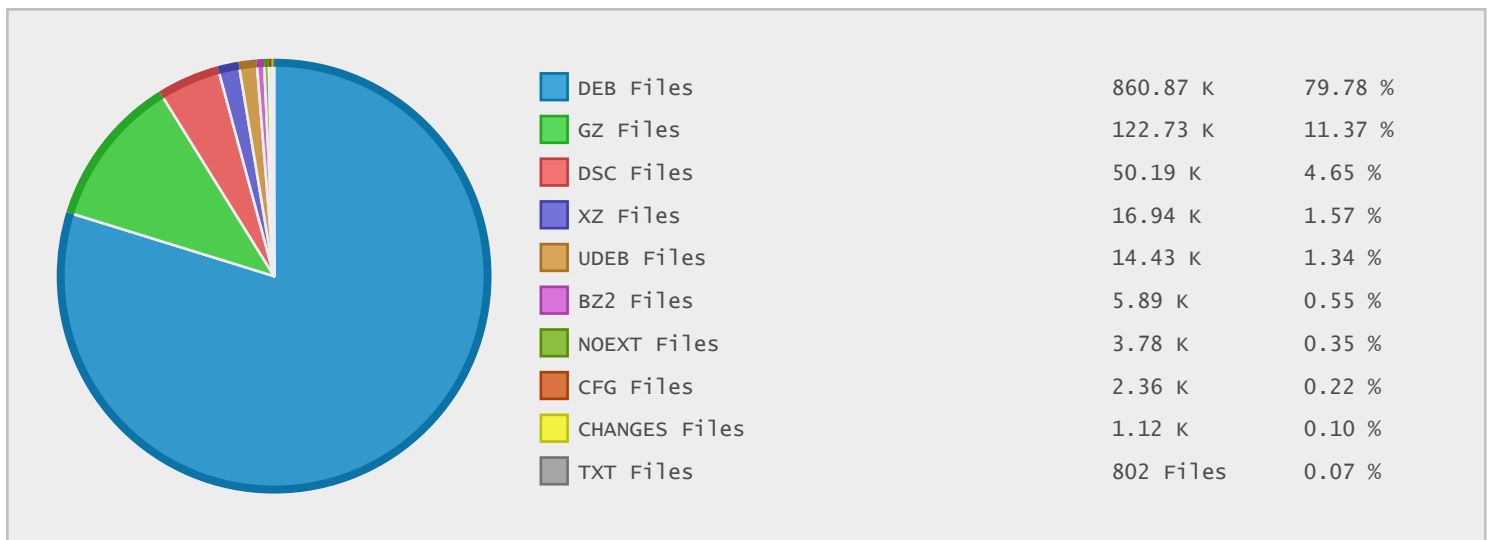 DEB Files 860.87 K 79.78 %
GZ Files 122.73 K 11.37 %
DSC Files 50.19 K 4.65 %
XZ Files 16.94 K 1.57 %
UDEB Files 14.43 K 1.34 %
BZ2 Files 5.89 K 0.55 %
NOEXT Files 3.78 K 0.35 %
CFG Files 2.36 K 0.22 %
CHANGES Files 1.12 K 0.10 %
TXT Files 802 Files 0.07 %